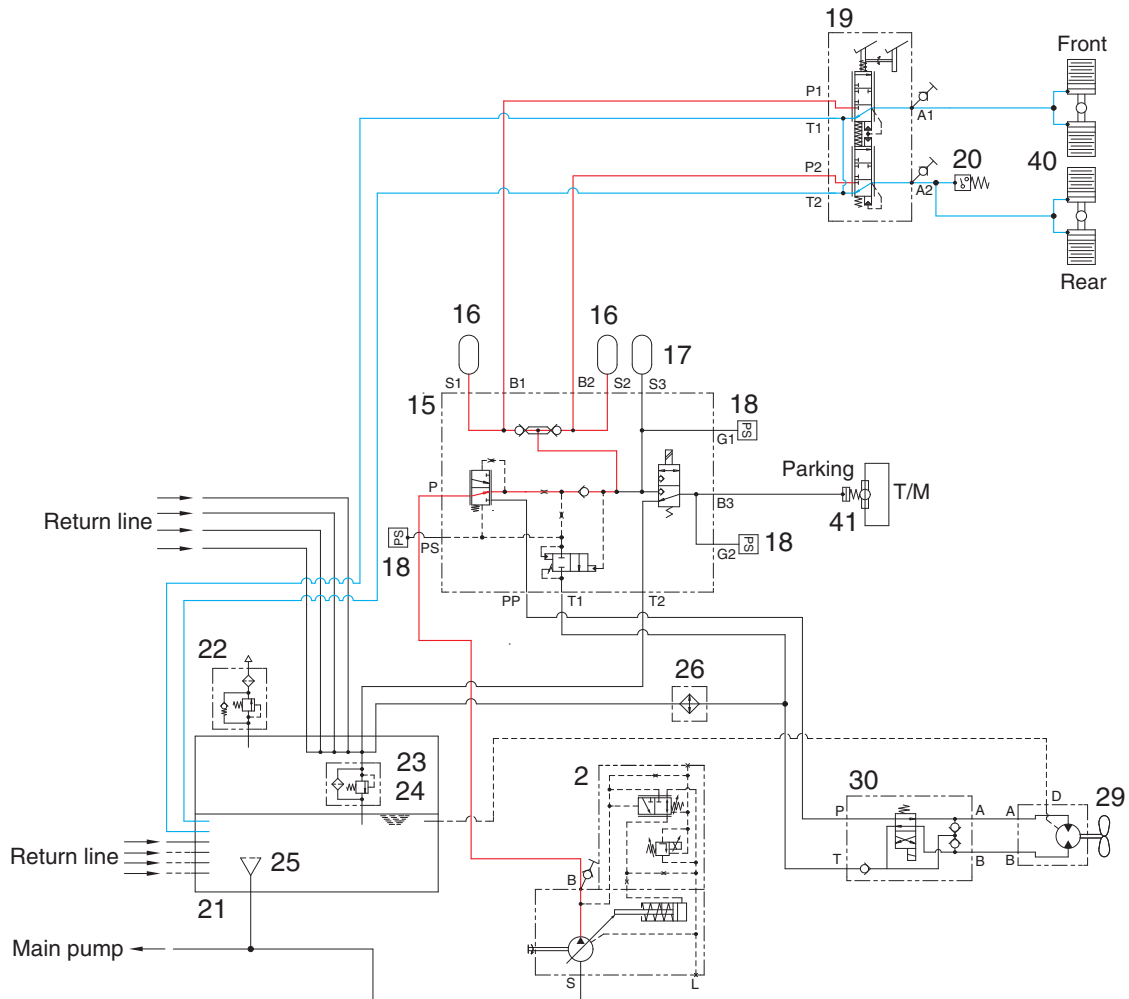 19
Front
P1
A1
T1
P2
20
40
A2
T2
Rear
16
16
17
S1
B1
B2
S2
S3
15
18
PS
G1
Parking
P
T/M
B3
Return line
41
PS
18
PS
G2
PS
18
PP
T1
T2
22
26
23
24
2
30
D
29
P
A
A
Return line
25
B
T
B
B
21
Main pump
S
L